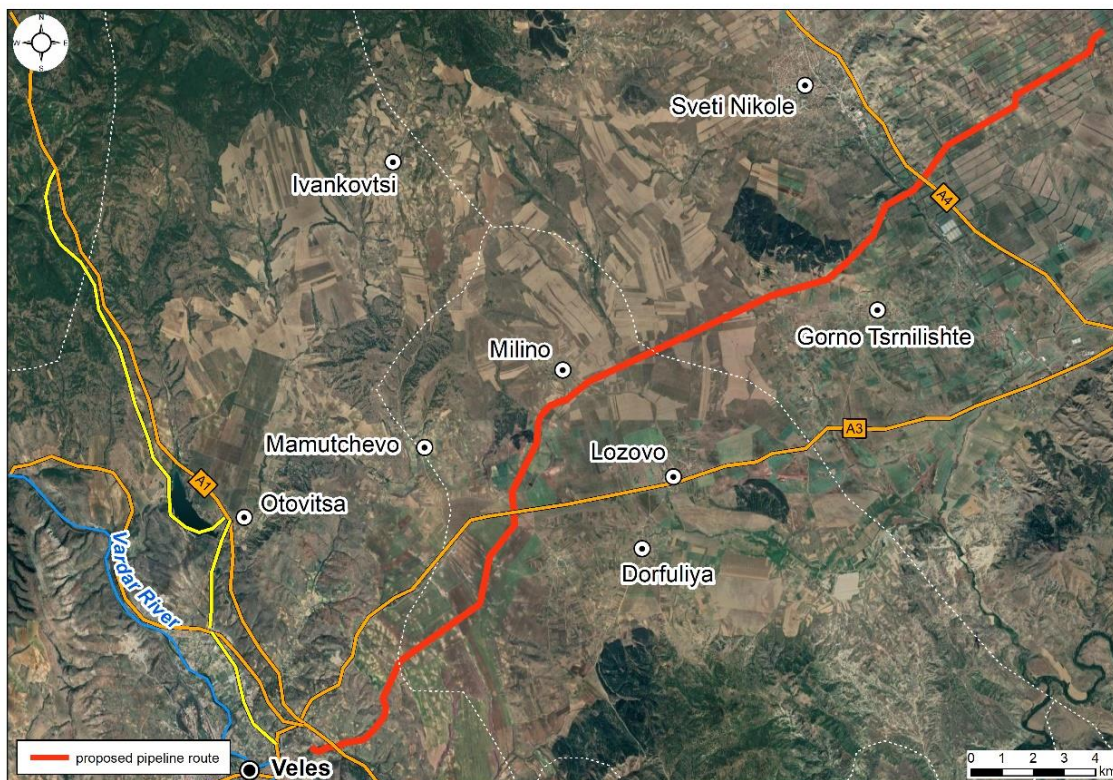 N
W E
S
Sveti Nikole
Ivankovtsi
A4
Gorno Tsrnilishte
Milino
A3
Mamutchevo
Lozovo
A1
Otovitsa
Vardar River
Dorfuliya
proposed pipeline route
Veles
0 1 2 3 4
km